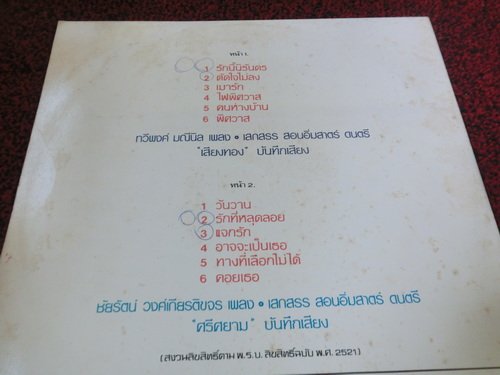 หน้า 1.
1 รักนี้นิรันดร
2 ตัดใจไม่ลง
3 เมารัก
4 ไฟพิศวาส
5 คนทางบ้าน
6 พิศวาส
ทวีพงศ์ มณีนิล เพลง • เสกสรร สอนอิ่มสาตร์ ดนตรี
"เสียงทอง" บันทึกเสียง
หน้า 2.
1 วันวาน
2 รักที่หลุดลอย
3 แจกรัก
4 อาจจะเป็นเธอ
5 ทางที่เลือกไม่ได้
6 คอยเธอ
ชัยรัตน์ วงศ์เกียรติขจร เพลง • เสกสรร สอนอิ่มสาตร์ ดนตรี
"ศรีศยาม" บันทึกเสียง
(สงวนลิขสิทธิ์ตาม พ.ร.บ. ลิขสิทธิ์ฉบับ พ.ศ. 2521)